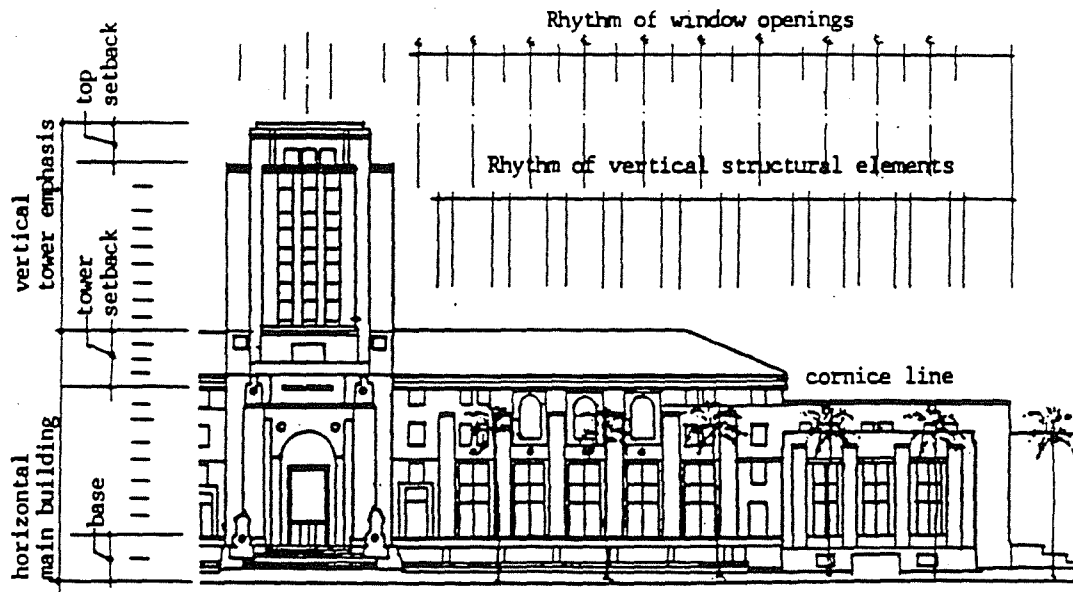 Rhythm of window openings
Rhythm of vertical structural elements
cornice line
vertical
tower emphasis
top
setback
tower
setback
horizontal
main building
base